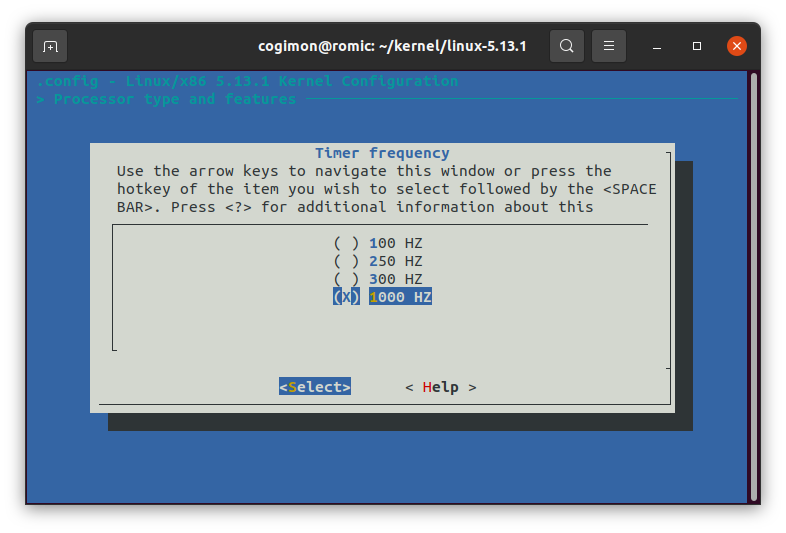 cogimon@romic: ~/kernel/linux-5.13.1
.config - Linux/x86 5.13.1 Kernel Configuration
> Processor type and features
Timer frequency
Use the arrow keys to navigate this window or press the
hotkey of the item you wish to select followed by the <SPACE
BAR>. Press <?> for additional information about this
( ) 100 HZ
( ) 250 HZ
( ) 300 HZ
(X) 1000 HZ
<Select> < Help >